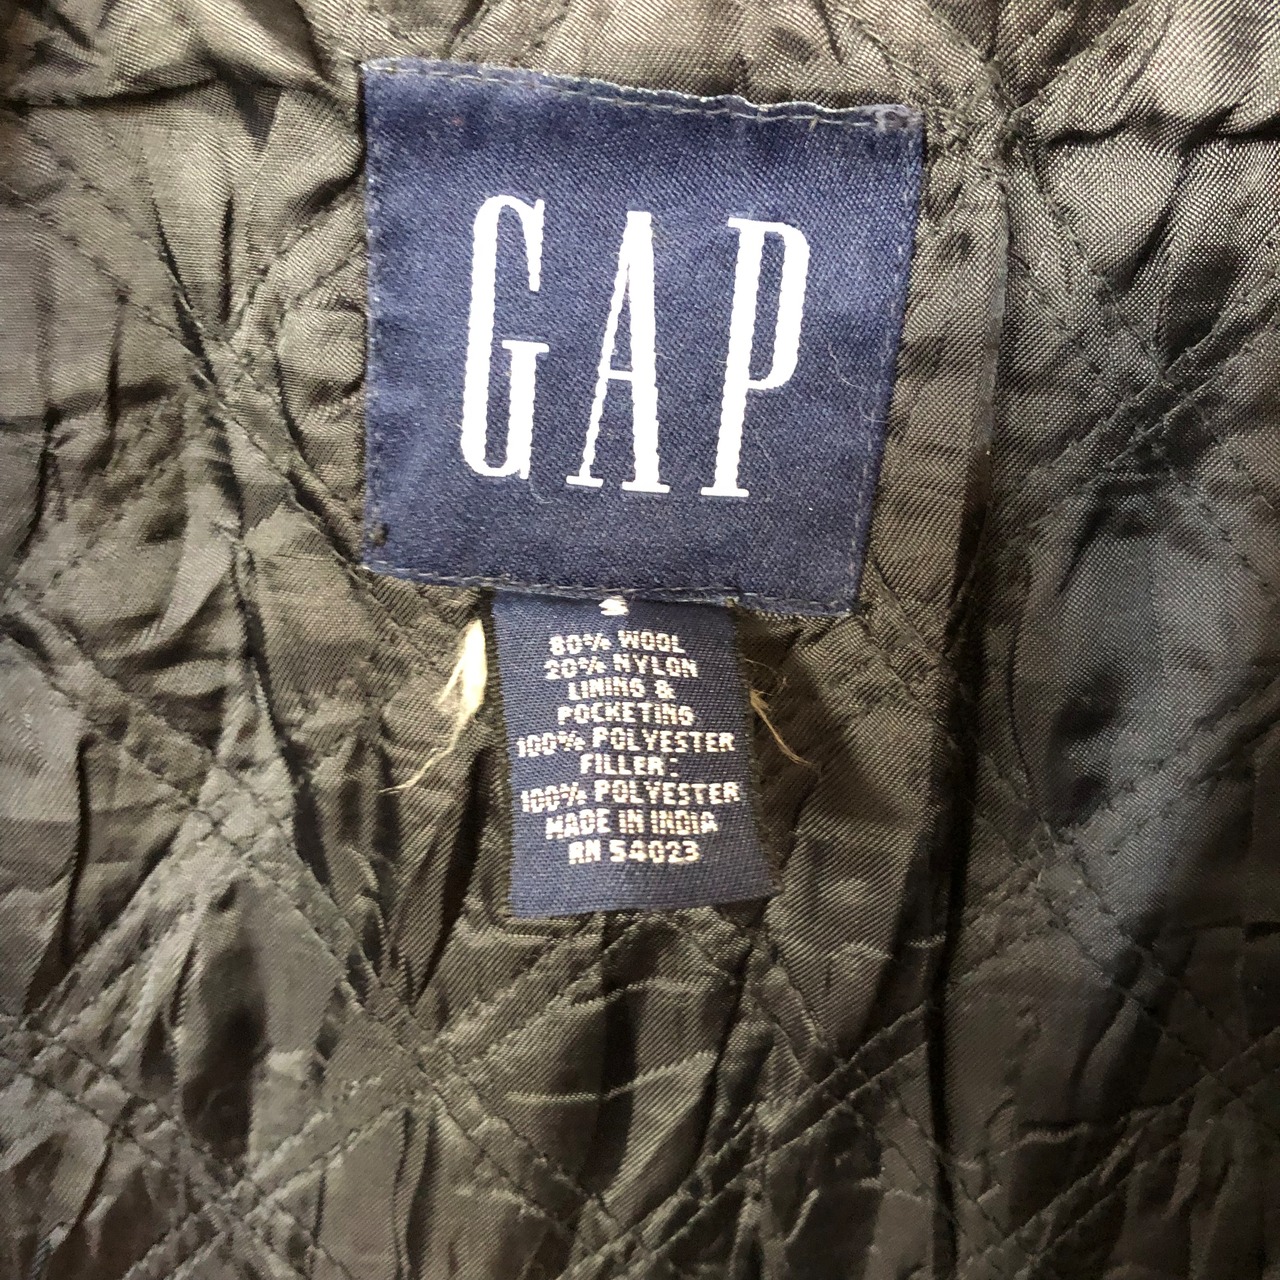 GAP
80% WOOL
20% NYLON
LINING &
POCKETING
100% POLYESTER
FILLER:
100% POLYESTER
MADE IN INDIA
RN 54023